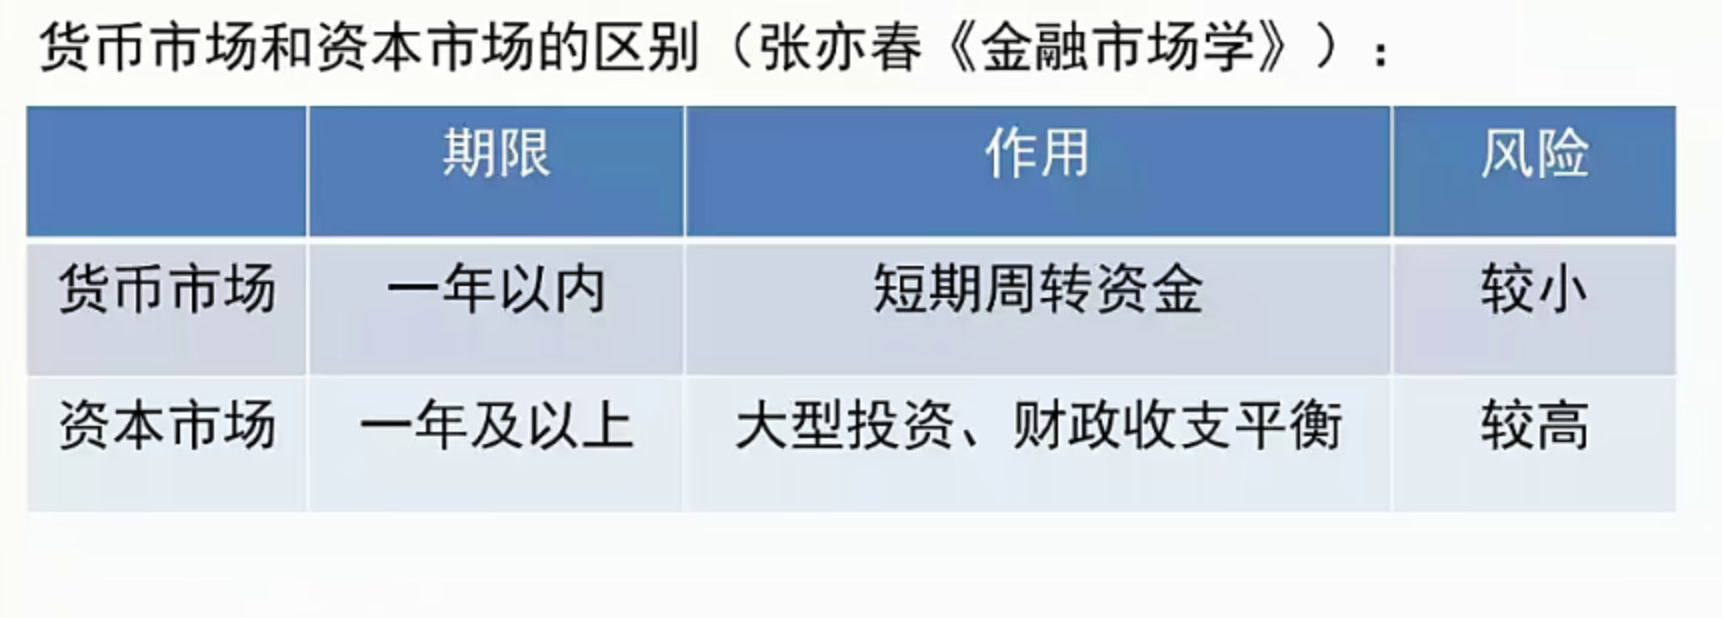 货币市场和资本市场的区别（张亦春《金融市场学》）：
期限 作用 风险
货币市场 一年以内 短期周转资金 较小
资本市场 一年及以上 大型投资、财政收支平衡 较高